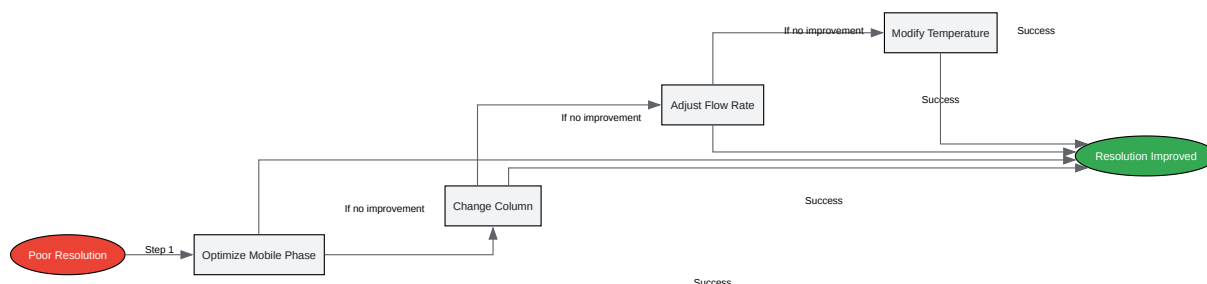 If no improvement
Modify Temperature
Success
Adjust Flow Rate
Success
If no improvement
Resolution Improved
Change Column
Success
If no improvement
Poor Resolution
Step 1
Optimize Mobile Phase
Success